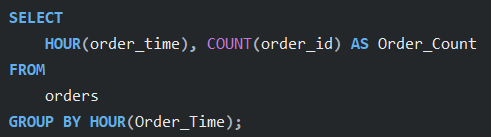 SELECT
    HOUR(order_time), COUNT(order_id) AS Order_Count
FROM
    orders
GROUP BY HOUR(Order_Time);